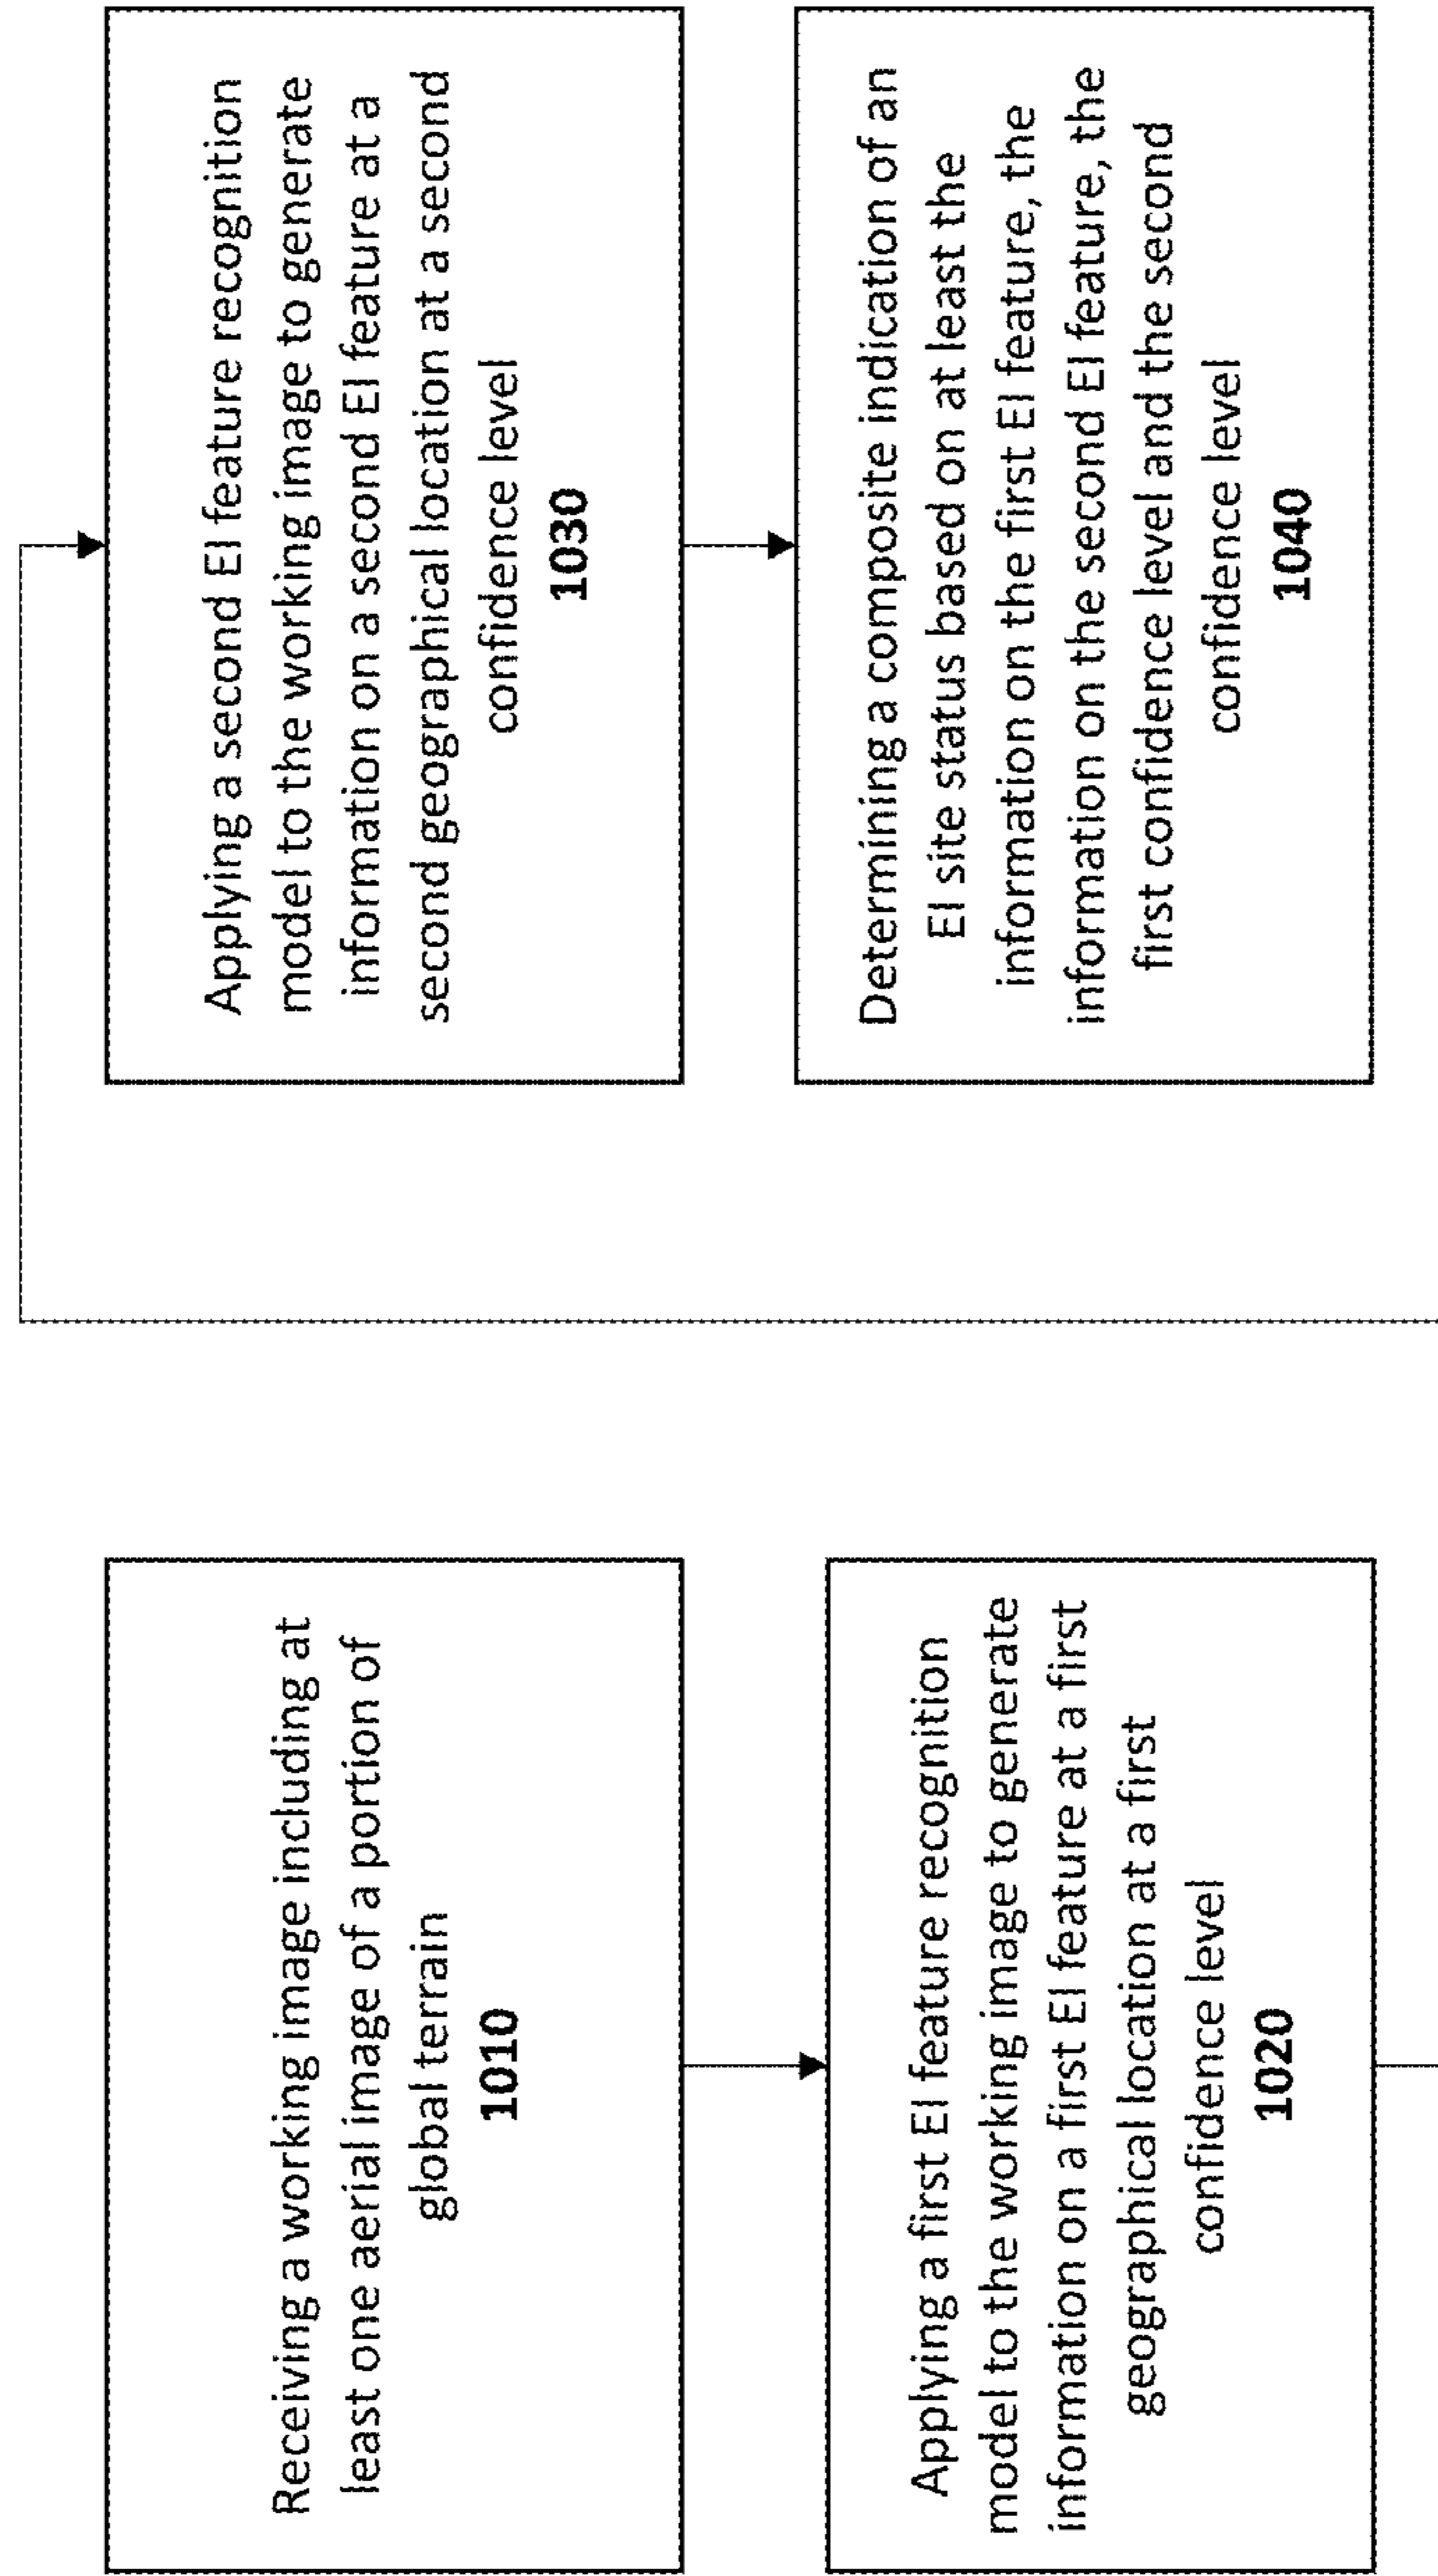 Receiving a working image including at
least one aerial image of a portion of
global terrain
1010
Applying a first EI feature recognition
model to the working image to generate
information on a first EI feature at a first
geographical location at a first
confidence level
1020
Applying a second EI feature recognition
model to the working image to generate
information on a second EI feature at a
second geographical location at a second
confidence level
1030
Determining a composite indication of an
EI site status based on at least the
information on the first EI feature, the
information on the second EI feature, the
first confidence level and the second
confidence level
1040